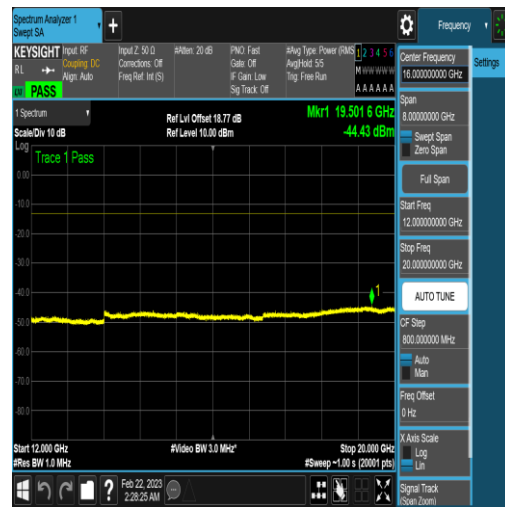 Spectrum Analyzer 1
Swept SA
Frequency
KEYSIGHT
Input: RF
Coupling: DC
Align: Auto
Input Z: 50 Ω
Corrections: Off
Freq Ref: Int (S)
#Atten: 20 dB
PNO: Fast
Gate: Off
IF Gain: Low
Sig Track: Off
#Avg Type: Power (RMS
Avg|Hold: 5/5
Trig: Free Run
1 2 3 4 5 6
M W W W W W
A A A A A A
RL
PASS
Center Frequency
16.000000000 GHz
Settings
Span
8.00000000 GHz
Swept Span
Zero Span
Full Span
Start Freq
12.000000000 GHz
Stop Freq
20.000000000 GHz
AUTO TUNE
CF Step
800.000000 MHz
Auto
Man
Freq Offset
0 Hz
X Axis Scale
Log
Lin
Signal Track
(Span Zoom)
1 Spectrum
Scale/Div 10 dB
Ref Lvl Offset 18.77 dB
Ref Level 10.00 dBm
Mkr1 19.501 6 GHz
-44.43 dBm
Log
Trace 1 Pass
0.00
-10.0
-20.0
-30.0
-40.0
-50.0
-60.0
-70.0
-80.0
1
Start 12.000 GHz
#Res BW 1.0 MHz
#Video BW 3.0 MHz*
Stop 20.000 GHz
#Sweep ~1.00 s (20001 pts)
?
Feb 22, 2023
2:28:25 AM